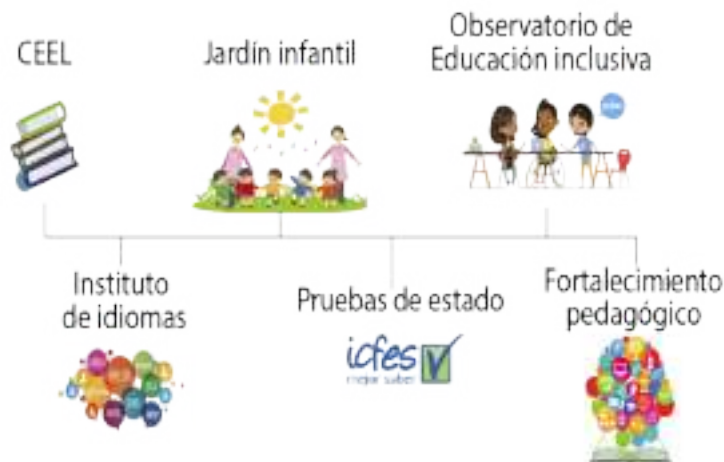 CEEL
Jardín infantil
Observatorio de
Educación inclusiva
Instituto
de idiomas
Pruebas de estado
icfes
mejor saber
Fortalecimiento
pedagógico